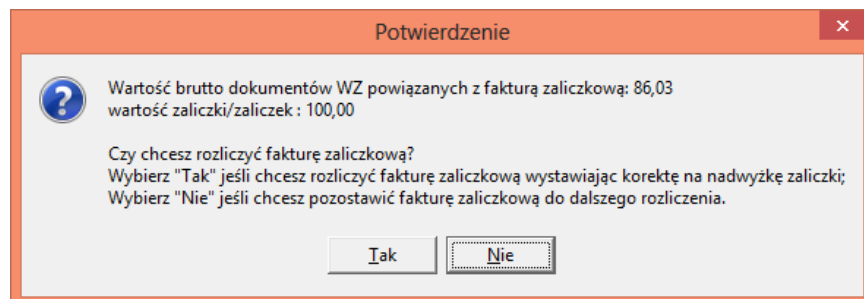 Potwierdzenie
Wartość brutto dokumentów WZ powiązanych z fakturą zaliczkową: 86,03
wartość zaliczki/zaliczek : 100,00
Czy chcesz rozliczyć fakturę zaliczkową?
Wybierz "Tak" jeśli chcesz rozliczyć fakturę zaliczkową wystawiając korektę na nadwyżkę zaliczki;
Wybierz "Nie" jeśli chcesz pozostawić fakturę zaliczkową do dalszego rozliczenia.
Tak Nie